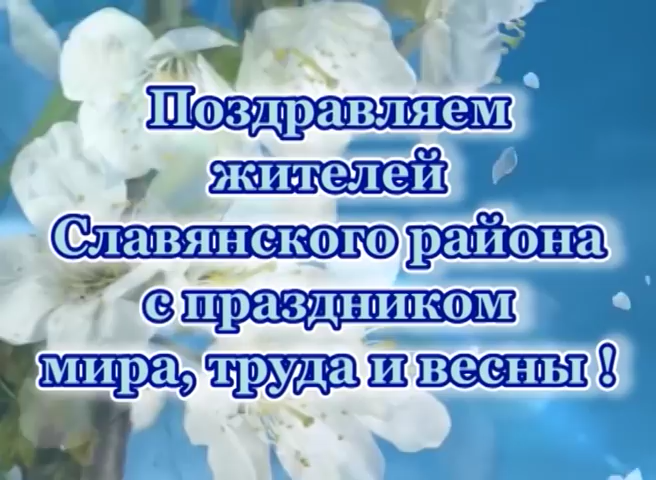 Поздравляем
жителей
Славянского района
с праздником
мира, труда и весны !